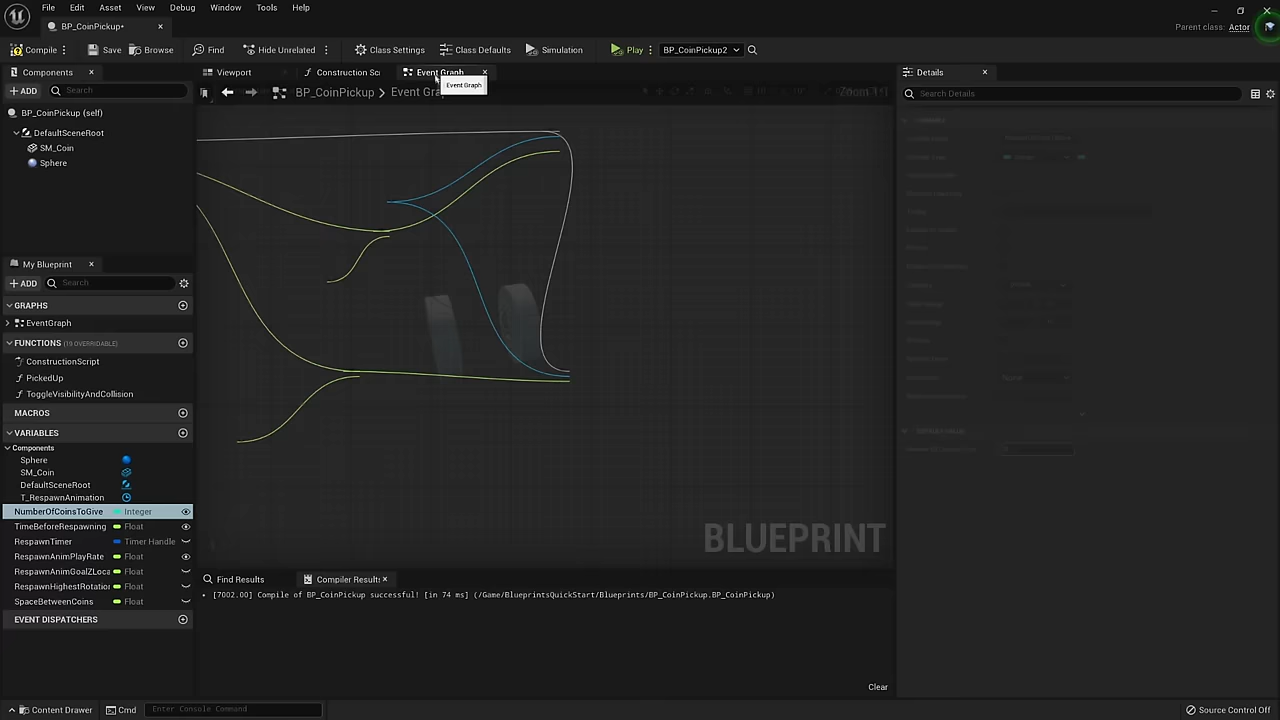 File Edit Asset View Debug Window Tools Help
BP_CoinPickup*
Parent class: Actor
Compile Save Browse Find Hide Unrelated Class Settings Class Defaults Simulation Play BP_CoinPickup2
Components Viewport Construction Sc Event Graph Details
ADD Search BP_CoinPickup Event Gra Search Details
Event Graph
BP_CoinPickup (self)
DefaultSceneRoot
SM_Coin
Sphere
My Blueprint
ADD Search
GRAPHS
EventGraph
FUNCTIONS (19 OVERRIDABLE)
ConstructionScript
PickedUp
ToggleVisibilityAndCollision
MACROS
VARIABLES
Components
Sphere
SM_Coin
DefaultSceneRoot
T_RespawnAnimation
NumberOfCoinsToGive Integer
TimeBeforeRespawning Float
RespawnTimer Timer Handle
RespawnAnimPlayRate Float
RespawnAnimGoalZLoca Float
RespawnHighestRotation Float
SpaceBetweenCoins Float
EVENT DISPATCHERS
BLUEPRINT
Find Results Compiler Results
[7002.00] Compile of BP_CoinPickup successful! [in 74 ms] (/Game/BlueprintsQuickStart/Blueprints/BP_CoinPickup.BP_CoinPickup)
Clear
Content Drawer Cmd Enter Console Command Source Control Off